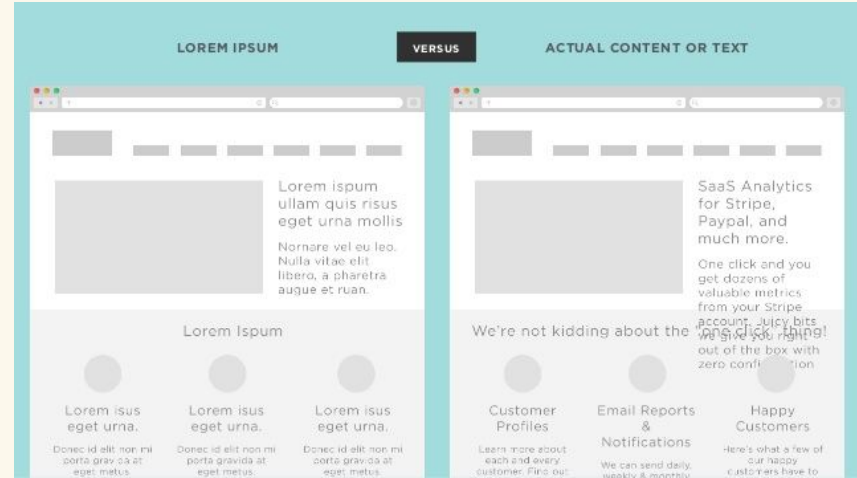 LOREM IPSUM
VERSUS
ACTUAL CONTENT OR TEXT
Lorem ispum
ullam quis risus
eget urna mollis
Nornare vel eu leo.
Nulla vitae elit
libero, a pharetra
augue et ruan.
Lorem Ispum
Lorem isus
eget urna.
Donec id elit non mi
porta gravida at
eget metus.
Lorem isus
eget urna.
Donec id elit non mi
porta gravida at
eget metus.
Lorem isus
eget urna.
Donec id elit non mi
porta gravida at
eget metus.
SaaS Analytics
for Stripe,
Paypal, and
much more.
One click and you
get dozens of
valuable metrics
from your Stripe
account. Juicy bits
we give you right
out of the box with
zero
We're not kidding about the "one click" thing!
Customer
Profiles
Learn more about
each and every
customer. Find out
Email Reports
&
Notifications
We can send daily,
weekly & monthly
Happy
Customers
Here's what a few of
our happy
customers have to